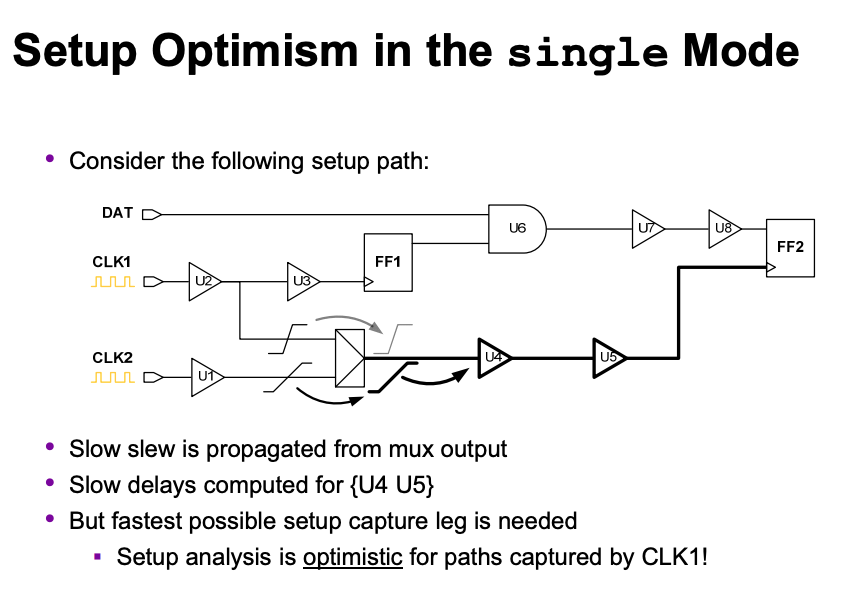 Setup Optimism in the single Mode
• Consider the following setup path:
DAT
U6
U7
U8
FF2
CLK1
U2
U3
FF1
CLK2
U1
U4
U5
• Slow slew is propagated from mux output
• Slow delays computed for {U4 U5}
• But fastest possible setup capture leg is needed
▪ Setup analysis is optimistic for paths captured by CLK1!